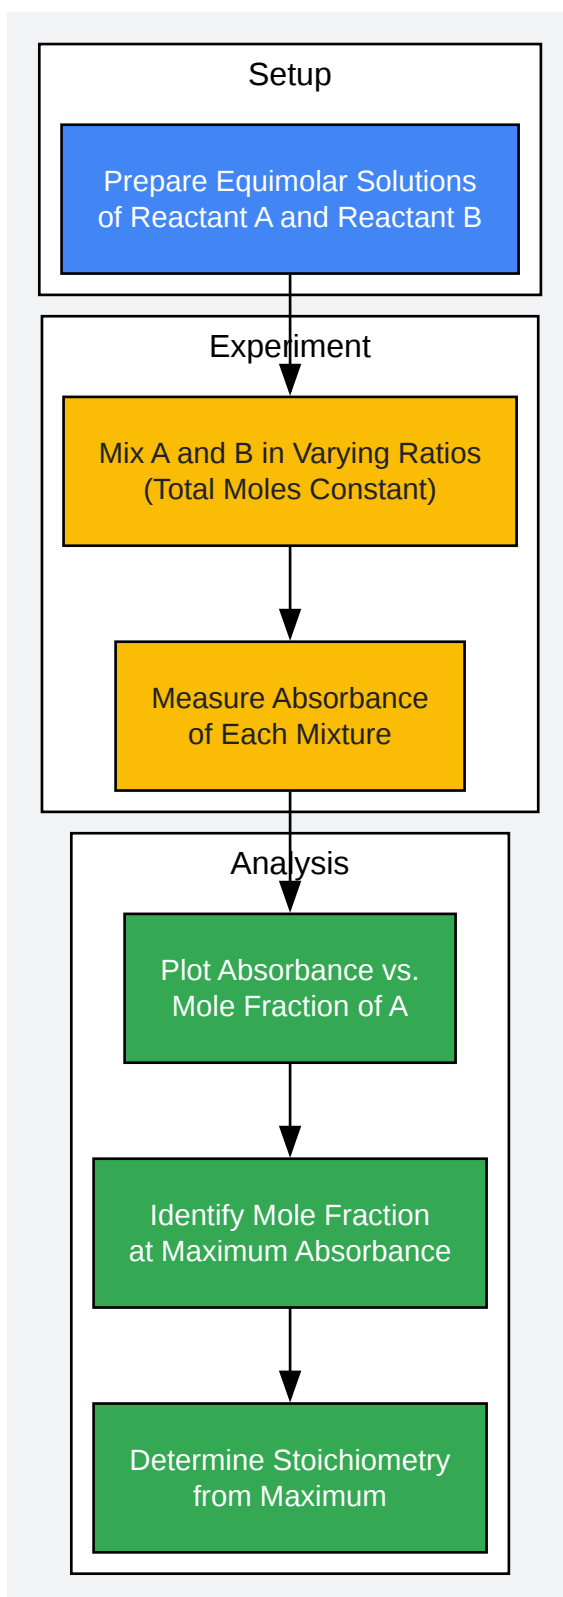 Setup
Prepare Equimolar Solutions
of Reactant A and Reactant B
Experiment
Mix A and B in Varying Ratios
(Total Moles Constant)
Measure Absorbance
of Each Mixture
Analysis
Plot Absorbance vs.
Mole Fraction of A
Identify Mole Fraction
at Maximum Absorbance
Determine Stoichiometry
from Maximum